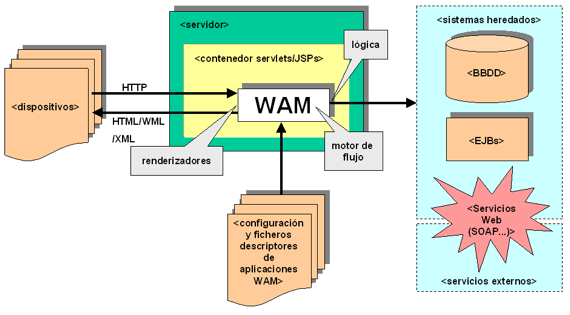 <servidor>
<contenedor servlets/JSPs>
lógica
<sistemas heredados>
<BBDD>
HTTP
<dispositivos>
WAM
HTML/WML
/XML
renderizadores
motor de
flujo
<EJBs>
<Servicios
Web
(SOAP...)>
<configuración
y ficheros
descriptores
de
aplicaciones
WAM>
<servicios externos>